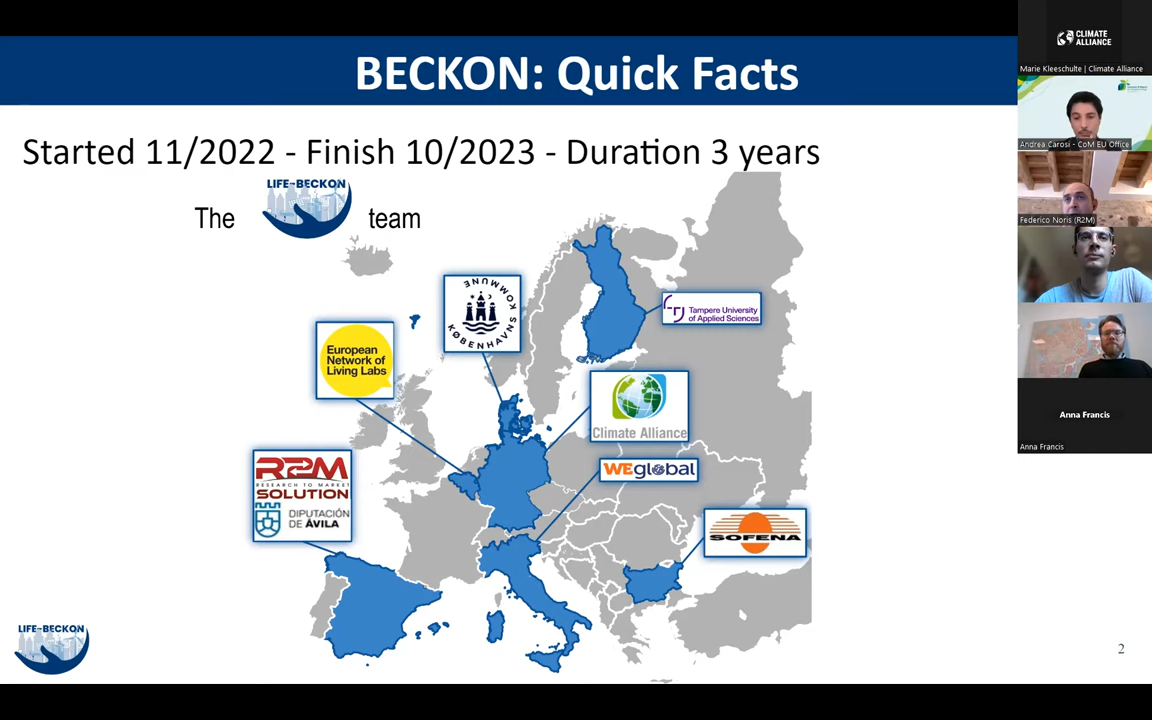 BECKON: Quick Facts
Started 11/2022 - Finish 10/2023 - Duration 3 years
The
LIFE-BECKON
team
KØBENHAVNS KOMMUNE
Tampere University
of Applied Sciences
European
Network of
Living Labs
Climate Alliance
WEglobal
R2M
RESEARCH TO MARKET
SOLUTION
DIPUTACIÓN
DE ÁVILA
SOFENA
LIFE-BECKON
2
CLIMATE
ALLIANCE
Marie Kleeschulte | Climate Alliance
Andrea Carosi - CoM EU Office
Federico Noris (R2M)
Anna Francis
Anna Francis